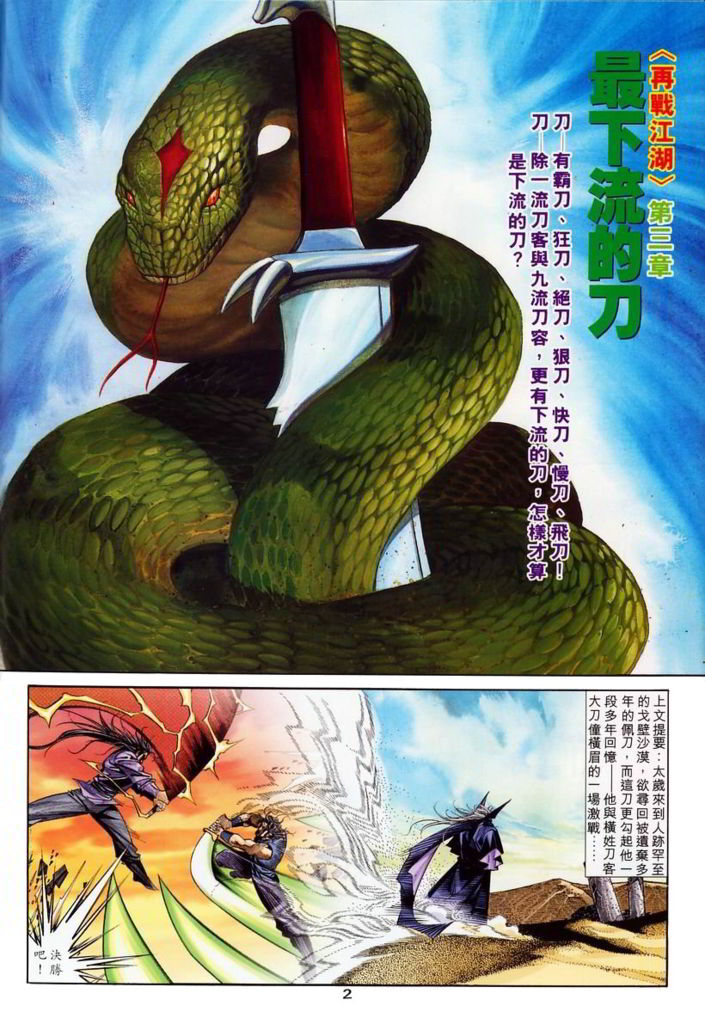 《再戰江湖》第三章
最下流的刀
刀─有霸刀、狂刀、絕刀、狠刀、快刀、慢刀、飛刀！
刀─除一流刀客與九流刀容，更有下流的刀，怎樣才算
是下流的刀？
上文提要：太歲來到人跡罕至
的戈壁沙漠，欲尋回被遺棄多
年的佩刀，而這刀更勾起他一
段多年回憶──他與橫姓刀客
大刀僮橫眉的一場激戰……
決勝
吧！
2